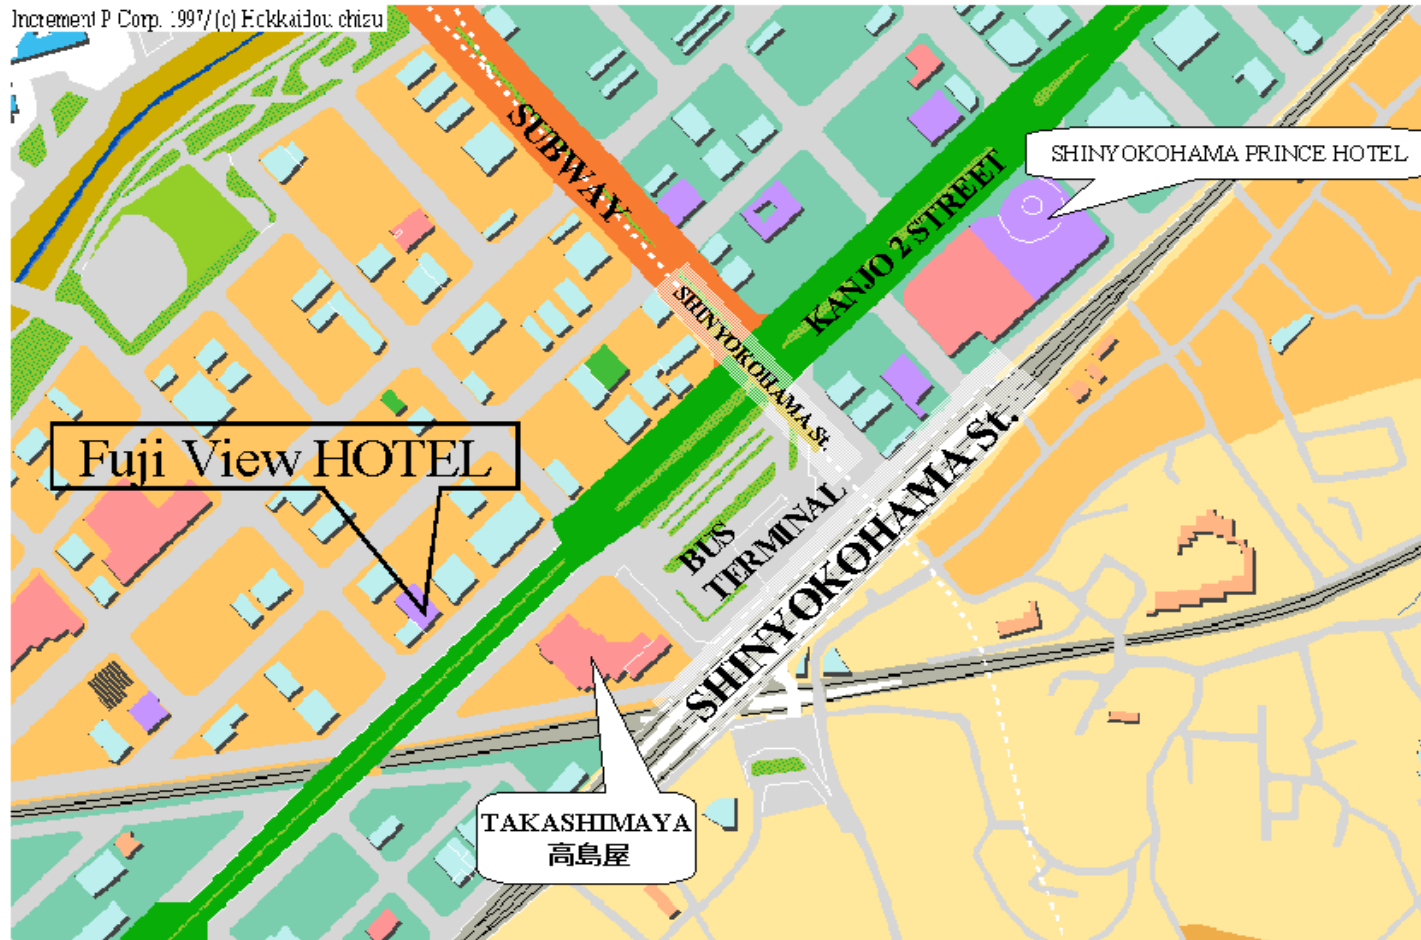 Increment P Corp. 1997/(c) Hokkaidou chizu
SUBWAY
KANJO 2 STREET
SHINYOKOHAMA PRINCE HOTEL
SHINYOKOHAMA St.
Fuji View HOTEL
BUS
TERMINAL
SHINYOKOHAMA St.
TAKASHIMAYA
高島屋